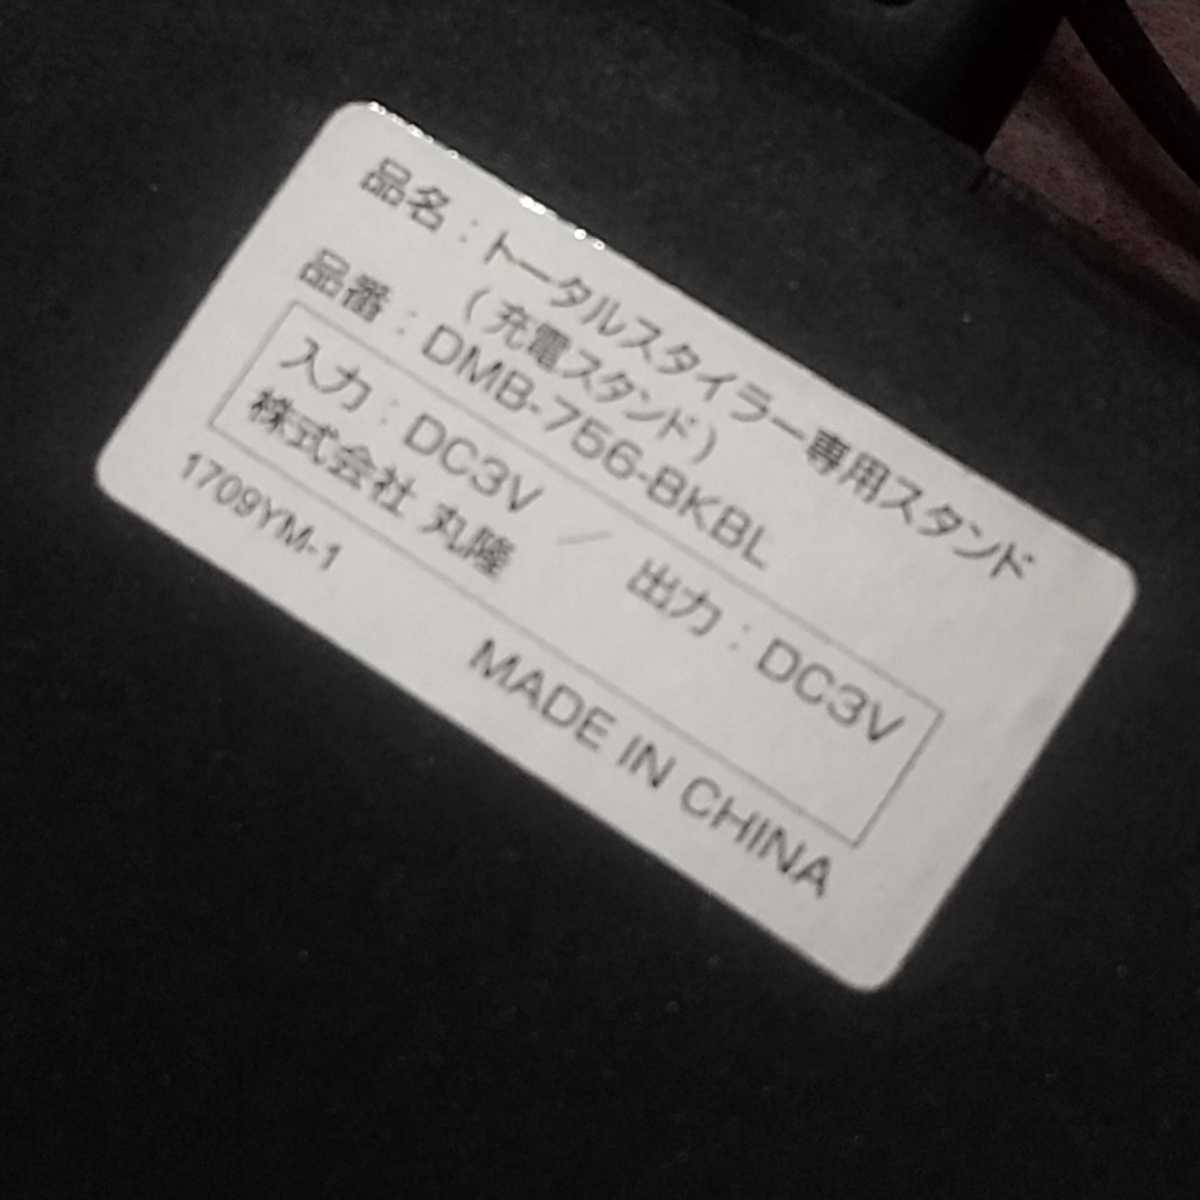 品名：トータルスタイラー専用スタンド
（充電スタンド）
品番：DMB-756-BKBL
入力：DC3V ／ 出力：DC3V
株式会社 丸隆
1709YM-1
MADE IN CHINA